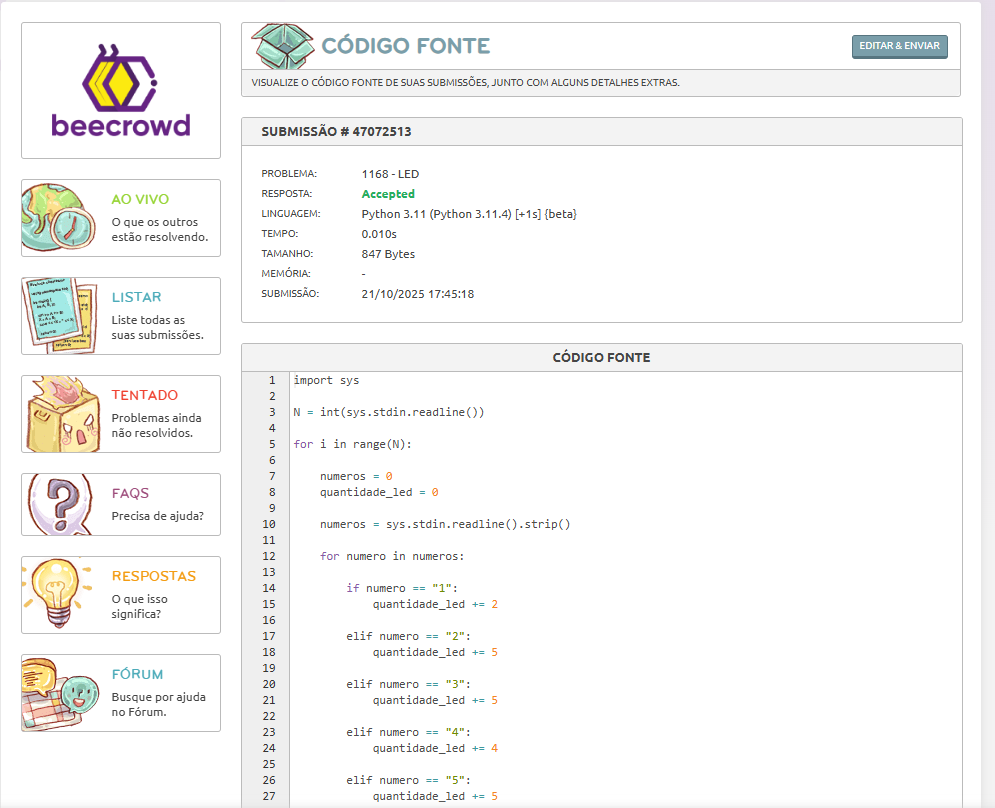 beecrowd
AO VIVO
O que os outros
estão resolvendo.
LISTAR
Liste todas as
suas submissões.
TENTADO
Problemas ainda
não resolvidos.
FAQS
Precisa de ajuda?
RESPOSTAS
O que isso
significa?
FÓRUM
Busque por ajuda
no Fórum.
CÓDIGO FONTE
EDITAR & ENVIAR
VISUALIZE O CÓDIGO FONTE DE SUAS SUBMISSÕES, JUNTO COM ALGUNS DETALHES EXTRAS.
SUBMISSÃO # 47072513
PROBLEMA: 1168 - LED
RESPOSTA: Accepted
LINGUAGEM: Python 3.11 (Python 3.11.4) [+1s] {beta}
TEMPO: 0.010s
TAMANHO: 847 Bytes
MEMÓRIA: -
SUBMISSÃO: 21/10/2025 17:45:18
CÓDIGO FONTE
1 import sys
2
3 N = int(sys.stdin.readline())
4
5 for i in range(N):
6
7     numeros = 0
8     quantidade_led = 0
9
10     numeros = sys.stdin.readline().strip()
11
12     for numero in numeros:
13
14         if numero == "1":
15             quantidade_led += 2
16
17         elif numero == "2":
18             quantidade_led += 5
19
20         elif numero == "3":
21             quantidade_led += 5
22
23         elif numero == "4":
24             quantidade_led += 4
25
26         elif numero == "5":
27             quantidade_led += 5